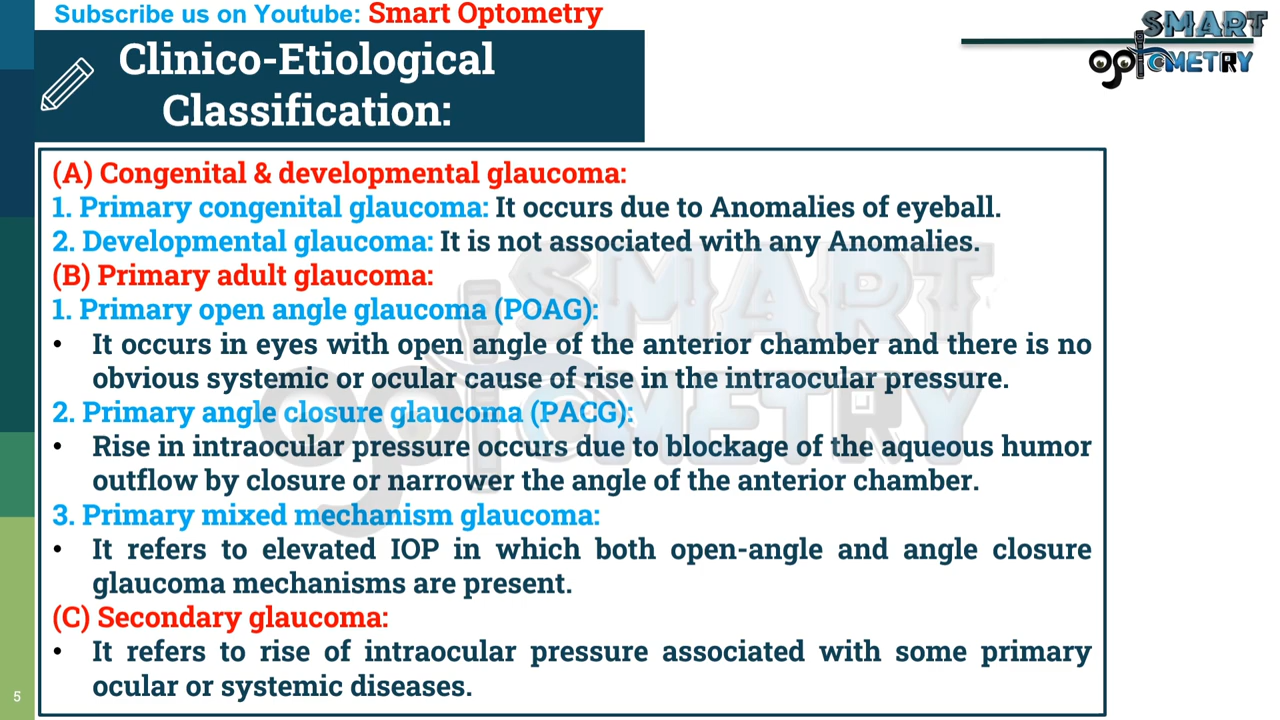 Subscribe us on Youtube: Smart Optometry
SMART
OptOMETRY
Clinico-Etiological
Classification:
(A) Congenital & developmental glaucoma:
1. Primary congenital glaucoma: It occurs due to Anomalies of eyeball.
2. Developmental glaucoma: It is not associated with any Anomalies.
(B) Primary adult glaucoma:
1. Primary open angle glaucoma (POAG):
• It occurs in eyes with open angle of the anterior chamber and there is no
obvious systemic or ocular cause of rise in the intraocular pressure.
2. Primary angle closure glaucoma (PACG):
• Rise in intraocular pressure occurs due to blockage of the aqueous humor
outflow by closure or narrower the angle of the anterior chamber.
3. Primary mixed mechanism glaucoma:
• It refers to elevated IOP in which both open-angle and angle closure
glaucoma mechanisms are present.
(C) Secondary glaucoma:
• It refers to rise of intraocular pressure associated with some primary
ocular or systemic diseases.
5
SMART
OptOMETRY